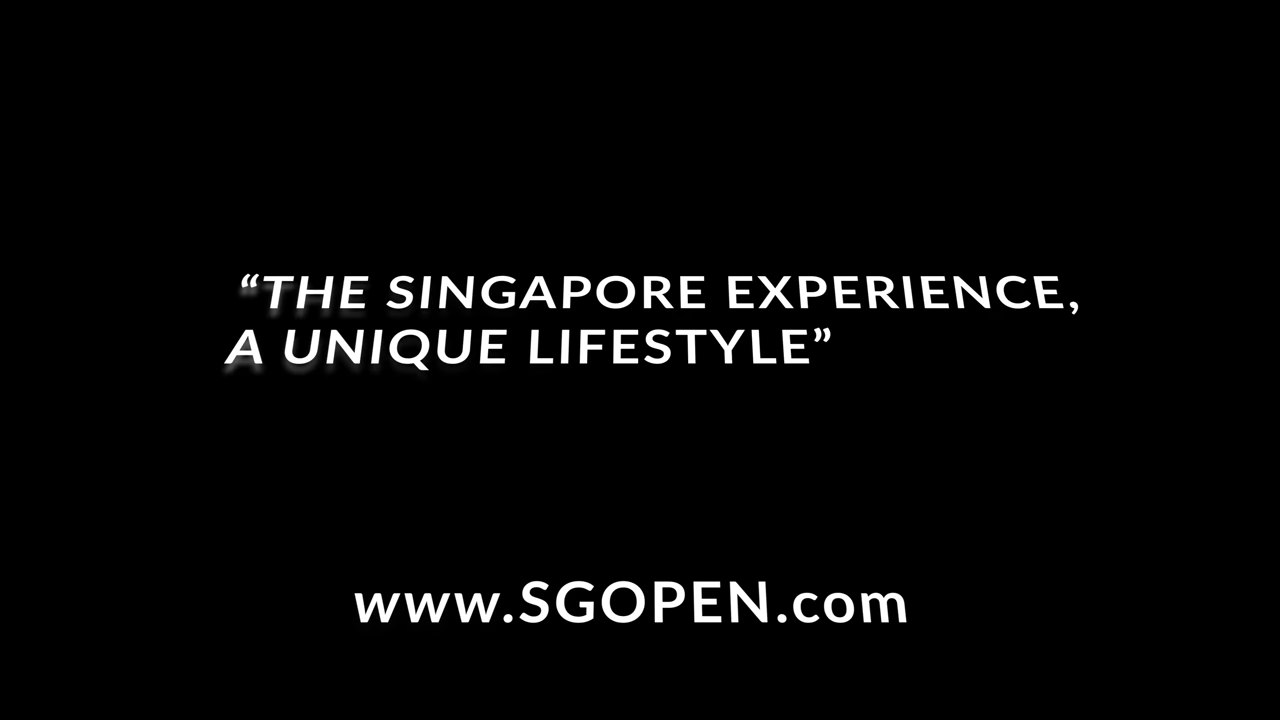 “THE SINGAPORE EXPERIENCE,
A UNIQUE LIFESTYLE”
www.SGOPEN.com